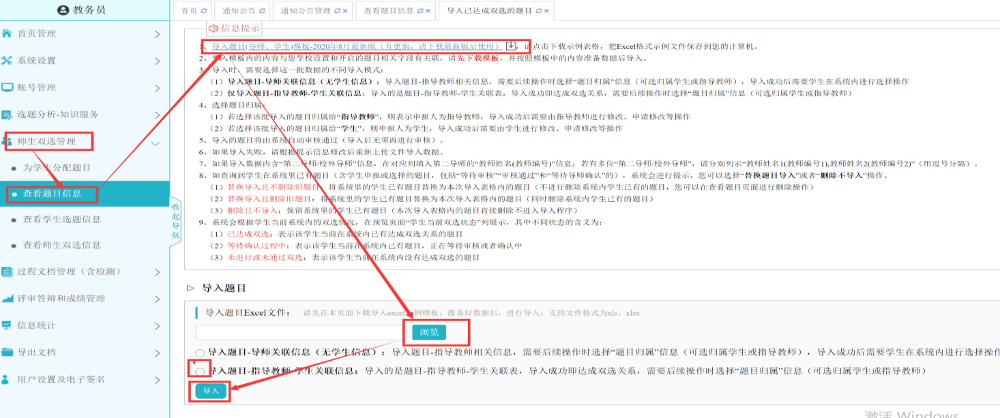 教务员
首页
通知公告
通知公告管理
查看题目信息
导入已达成双选的题目
首页管理
系统设置
账号管理
选题分析-知识服务
师生双选管理
为学生分配题目
查看题目信息
查看学生选题信息
查看师生双选信息
过程文档管理（含检测）
评审答辩和成绩管理
信息统计
导出文档
用户设置及电子签名
收起导航
信息提示
1、导入题目(导师、学生)模板-2020年8月最新版（有更新，请下载最新版后使用），请点击下载示例表格，把Excel格式示例文件保存到您的计算机。
2、导入模板内的内容与您学校设置和开启的题目相关字段有关联，请先下载模板，并按照模板中的内容准备数据后导入。
3、导入时，需要选择这一批数据的不同导入模式：
（1）导入题目-导师关联信息（无学生信息）：导入题目-指导教师相关信息，需要后续操作时选择“题目归属”信息（可选归属学生或指导教师），导入成功后需要学生在系统内进行选择操作
（2）仅导入题目-指导教师-学生关联信息：导入的是题目-指导教师-学生关联表，导入成功即达成双选关系，需要后续操作时选择“题目归属”信息（可选归属学生或指导教师）
4、选择题目归属：
（1）若选择该批导入的题目归属给“指导教师”，则表示申报人为指导教师，导入成功后需要由指导教师进行修改、申请修改等操作
（2）若选择该批导入的题目归属给“学生”，则申报人为学生，导入成功后需要由学生进行修改、申请修改等操作
5、导入的题目将由系统自动审核通过（导入后无须再进行审核）。
6、如果导入失败，请根据提示信息修改后重新上传文件导入数据。
7、如果导入数据内含“第二导师/校外导师”信息，在对应列填入第二导师的“教师姓名(教师编号)”信息；若有多位“第二导师/校外导师”，请分别列示“教师姓名1(教师编号1),教师姓名2(教师编号2)”（用逗号分隔）。
8、如查询到学生在系统里已有题目（含学生申报或选择的题目，包括“等待审核”“审核通过”和“等待导师确认”的），系统会进行提示，您可以选择“替换题目导入”或者“删除不导入”操作。
（1）替换导入且不删除旧题目：将系统里的学生已有题目替换为本次导入表格内的题目（不进行删除系统内学生已有的题目，您可以在查看题目页面进行删除操作）
（2）替换导入且删除旧题目：将系统里的学生已有题目替换为本次导入表格内的题目（同时删除系统内学生已有的题目）
（3）删除且不导入：保留系统里的学生已有题目（本次导入表格内的题目直接删除不进入导入程序）
9、系统会根据学生当前系统内的双选情况，在预览页面“学生当前双选状态”列展示，其中不同状态的含义为：
（1）已达成双选：表示该学生当前在系统内已有达成双选关系的题目
（2）等待确认过程中：表示该学生当前在系统内已有题目，正在等待审核或者确认中
（3）未进行或未通过双选：表示该学生当前在系统内没有达成双选的题目
导入题目
导入题目Excel文件：
请先在本页面下载导入excel示例模板，准备好数据后，进行导入；支持文件格式为xls、xlsx
浏览
导入题目-导师关联信息（无学生信息）：导入题目-指导教师相关信息，需要后续操作时选择“题目归属”信息（可选归属学生或指导教师），导入成功后需要学生在系统内进行选择操作
导入题目-指导教师-学生关联信息：导入的是题目-指导教师-学生关联表，导入成功即达成双选关系，需要后续操作时选择“题目归属”信息（可选归属学生或指导教师）
导入
激活 Windows